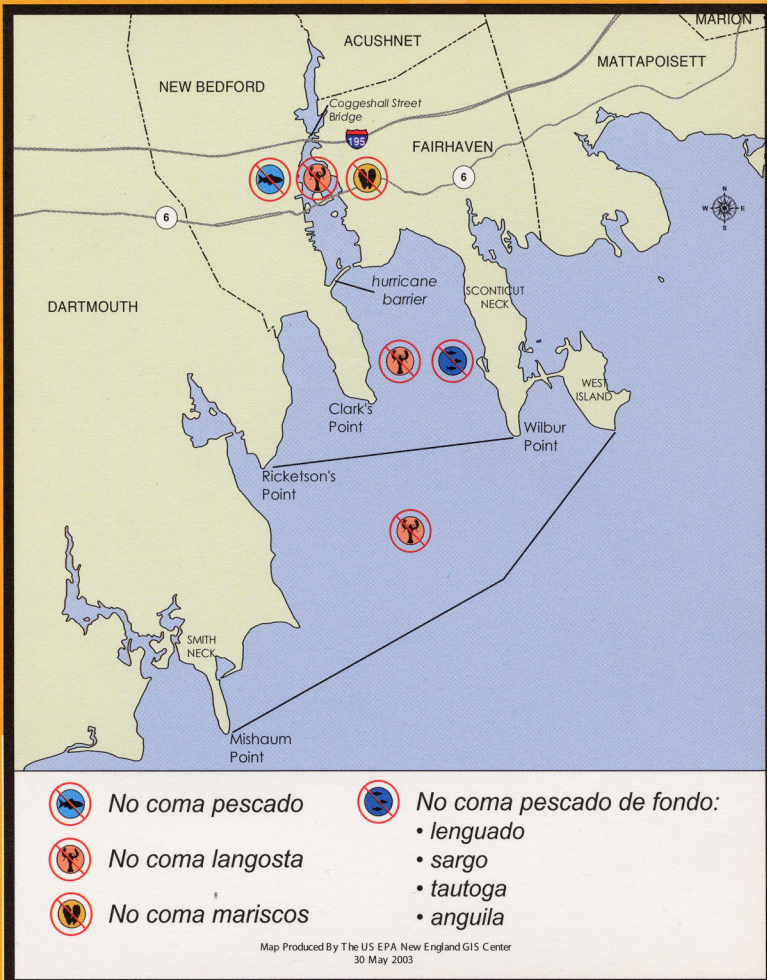 MARION
ACUSHNET
MATTAPOISETT
NEW BEDFORD
Coggeshall Street
Bridge
195
FAIRHAVEN
6
6
N
W E
S
hurricane
barrier
SCONTICUT
NECK
DARTMOUTH
WEST
ISLAND
Clark's
Point
Wilbur
Point
Ricketson's
Point
SMITH
NECK
Mishaum
Point
No coma pescado
No coma langosta
No coma mariscos
No coma pescado de fondo:
• lenguado
• sargo
• tautoga
• anguila
Map Produced By The US EPA New England GIS Center
30 May 2003